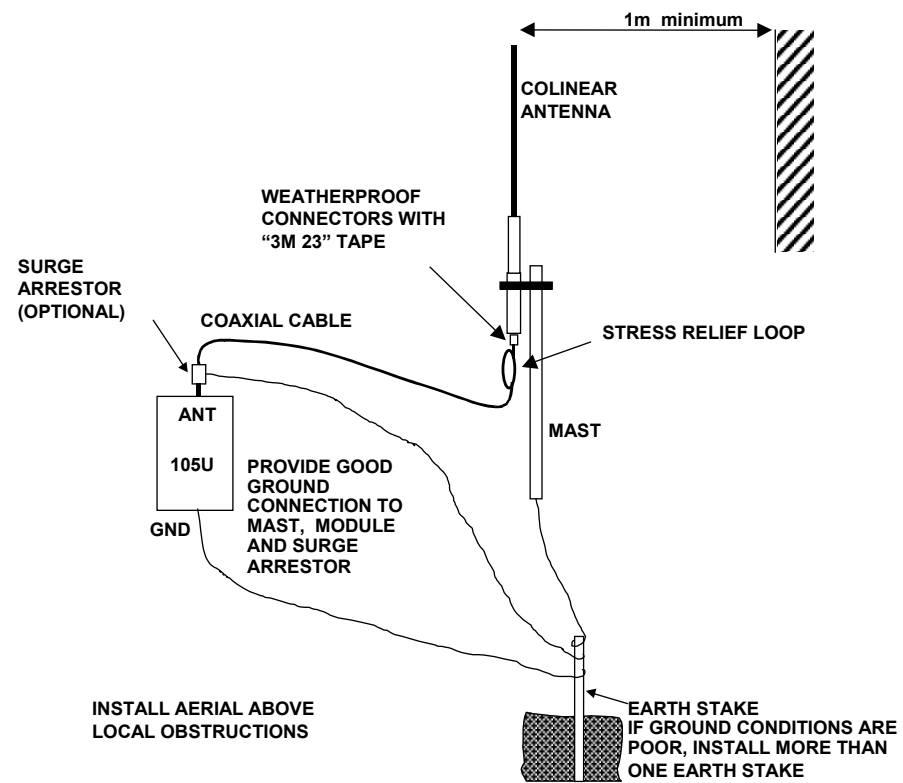 1m  minimum
COLINEAR
ANTENNA
WEATHERPROOF
CONNECTORS WITH
“3M 23” TAPE
SURGE
ARRESTOR
(OPTIONAL)
COAXIAL CABLE
STRESS RELIEF LOOP
ANT
MAST
105U
PROVIDE GOOD
GROUND
CONNECTION TO
MAST,  MODULE
AND SURGE
ARRESTOR
GND
INSTALL AERIAL ABOVE
LOCAL OBSTRUCTIONS
EARTH STAKE
IF GROUND CONDITIONS ARE
POOR, INSTALL MORE THAN
ONE EARTH STAKE